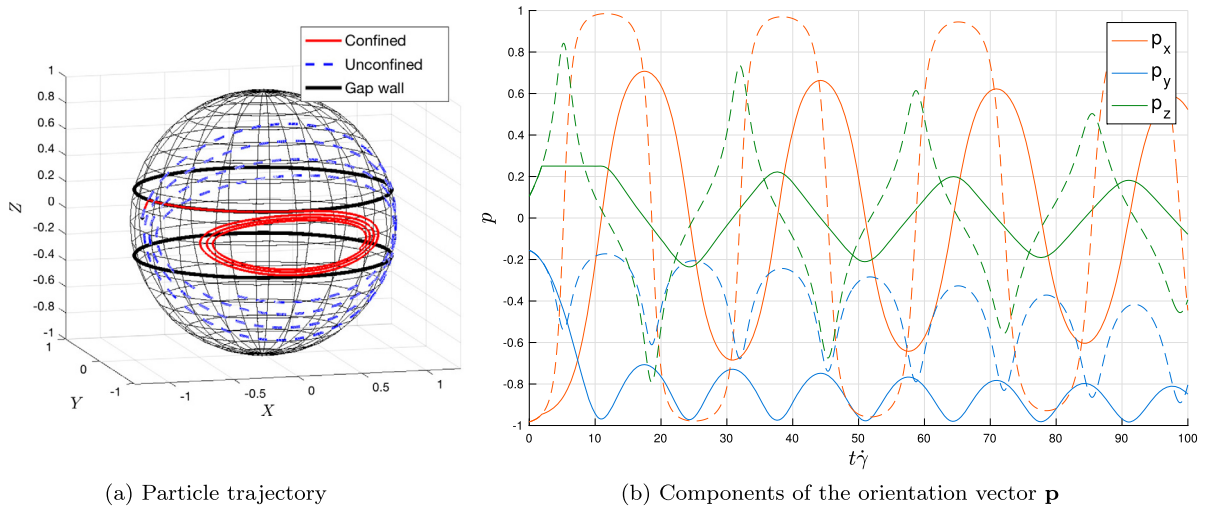 Confined
Unconfined
Gap wall
1
0.8
0.6
0.4
0.2
0
-0.2
-0.4
-0.6
-0.8
-1
Z
1
0
-1
Y
-1
-0.5
0
0.5
1
X
(a) Particle trajectory
1
0.8
0.6
0.4
0.2
0
-0.2
-0.4
-0.6
-0.8
-1
p
p_x
p_y
p_z
0 10 20 30 40 50 60 70 80 90 100
tγ̇
(b) Components of the orientation vector p